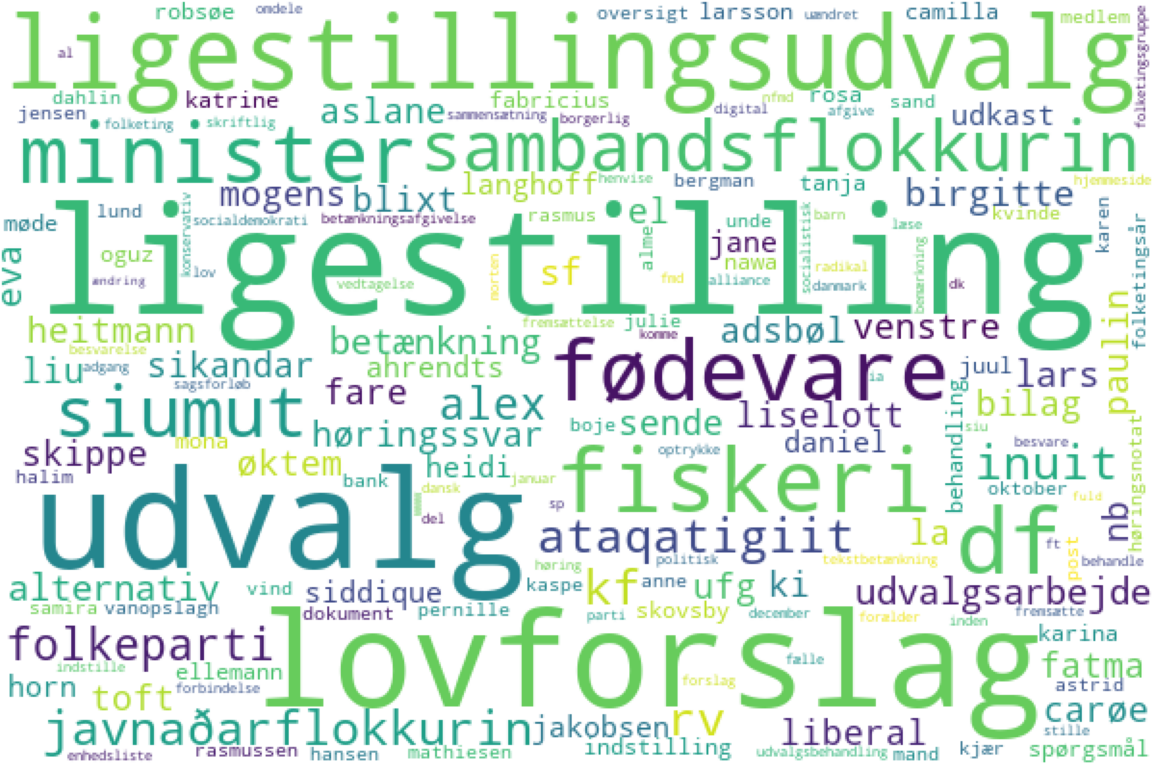 robsøe omdele oversigt larsson uændret camilla medlem
ligestillingsudvalg
al
folketingsgruppe
dahlin katrine aslane fabricius digital nfmd rosa sand udkast
jensen folketing skriftlig sammensætning borgerlig afgive
minister sambandsflokkurin
mogens blixt langhoff henvise bergman tanja birgitte hjemmeside
møde lund konservativ socialdemokrati betænkningsafgivelse rasmus el unde socialistisk barn læse kvinde karen
ligestilling
eva oguz lov almel jane nawa radikal bemærkning folketingsår
ændring vedtagelse morten sf fmd alliance danmark dk
heitmann betænkning fremsættelse julie komme adsbøl venstre paulin
besvarelse
liu adgang sikandar ahrendts fødevare ia juul lars
sagsforløb
siumut fare alex boje sende liselott behandling bilag
skippe mona høringssvar daniel siu besvare høringsnotat
halim øktem heidi januar optrykke inuit
bank dansk fiskeri oktober fuld
udvalg del sp ataqatigiit la df nb
høring politisk tekstbetænkning ft post behandle
alternativ vind siddique kaspe kf anne ufg ki udvalgsarbejde
samira vanopslagh dokument pernille skovsby parti december forælder inden fremsætte
folkeparti lovforslag karina
indstille ellemann fælle fatma
horn toft forbindelse forslag astrid
javnaðarflokkurin jakobsen rv liberal carøe
stille
enhedsliste rasmussen hansen mathiesen indstilling udvalgsbehandling mand kjær spørgsmål